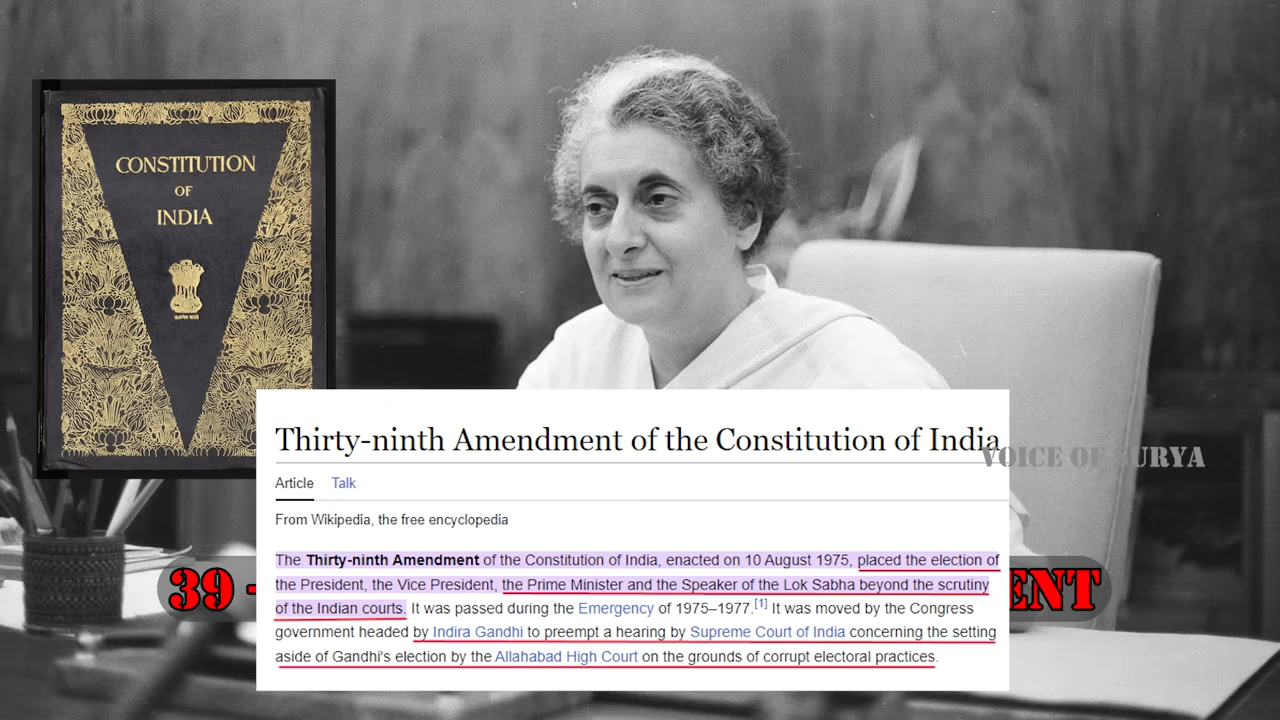 CONSTITUTION
OF
INDIA
Thirty-ninth Amendment of the Constitution of India
VOICE OF SURYA
Article Talk
From Wikipedia, the free encyclopedia
The Thirty-ninth Amendment of the Constitution of India, enacted on 10 August 1975, placed the election of
the President, the Vice President, the Prime Minister and the Speaker of the Lok Sabha beyond the scrutiny
of the Indian courts. It was passed during the Emergency of 1975–1977.[1] It was moved by the Congress
government headed by Indira Gandhi to preempt a hearing by Supreme Court of India concerning the setting
aside of Gandhi's election by the Allahabad High Court on the grounds of corrupt electoral practices.
39 -
ENT